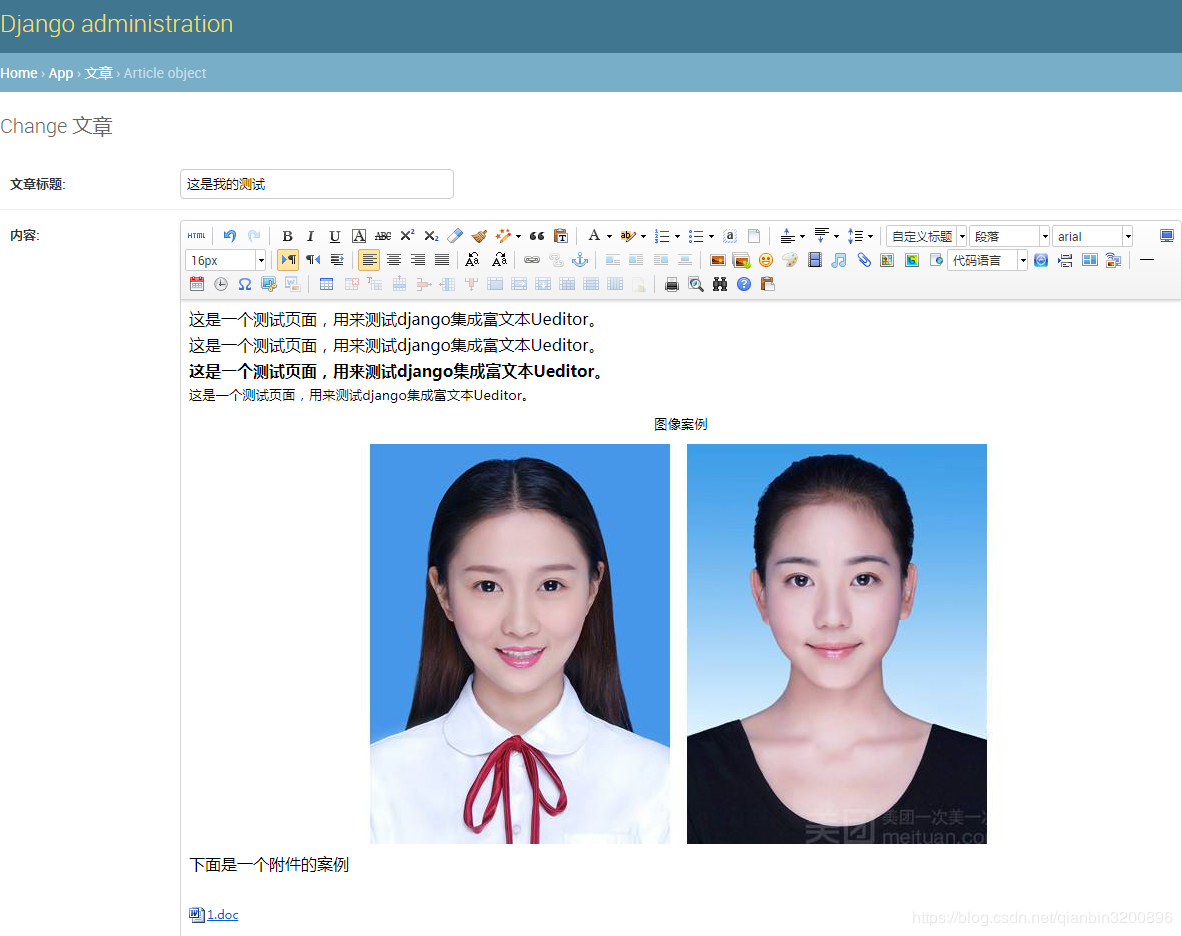 Django administration
Home › App › 文章 › Article object
Change 文章
文章标题: 这是我的测试
内容:
HTML B I U A ABC X² X₂ A ab 自定义标题 段落 arial
16px 代码语言
这是一个测试页面，用来测试django集成富文本Ueditor。
这是一个测试页面，用来测试django集成富文本Ueditor。
这是一个测试页面，用来测试django集成富文本Ueditor。
这是一个测试页面，用来测试django集成富文本Ueditor。
图像案例
美团 美团一次美一次
meituan.com
下面是一个附件的案例
1.doc
https://blog.csdn.net/qianbin3200896